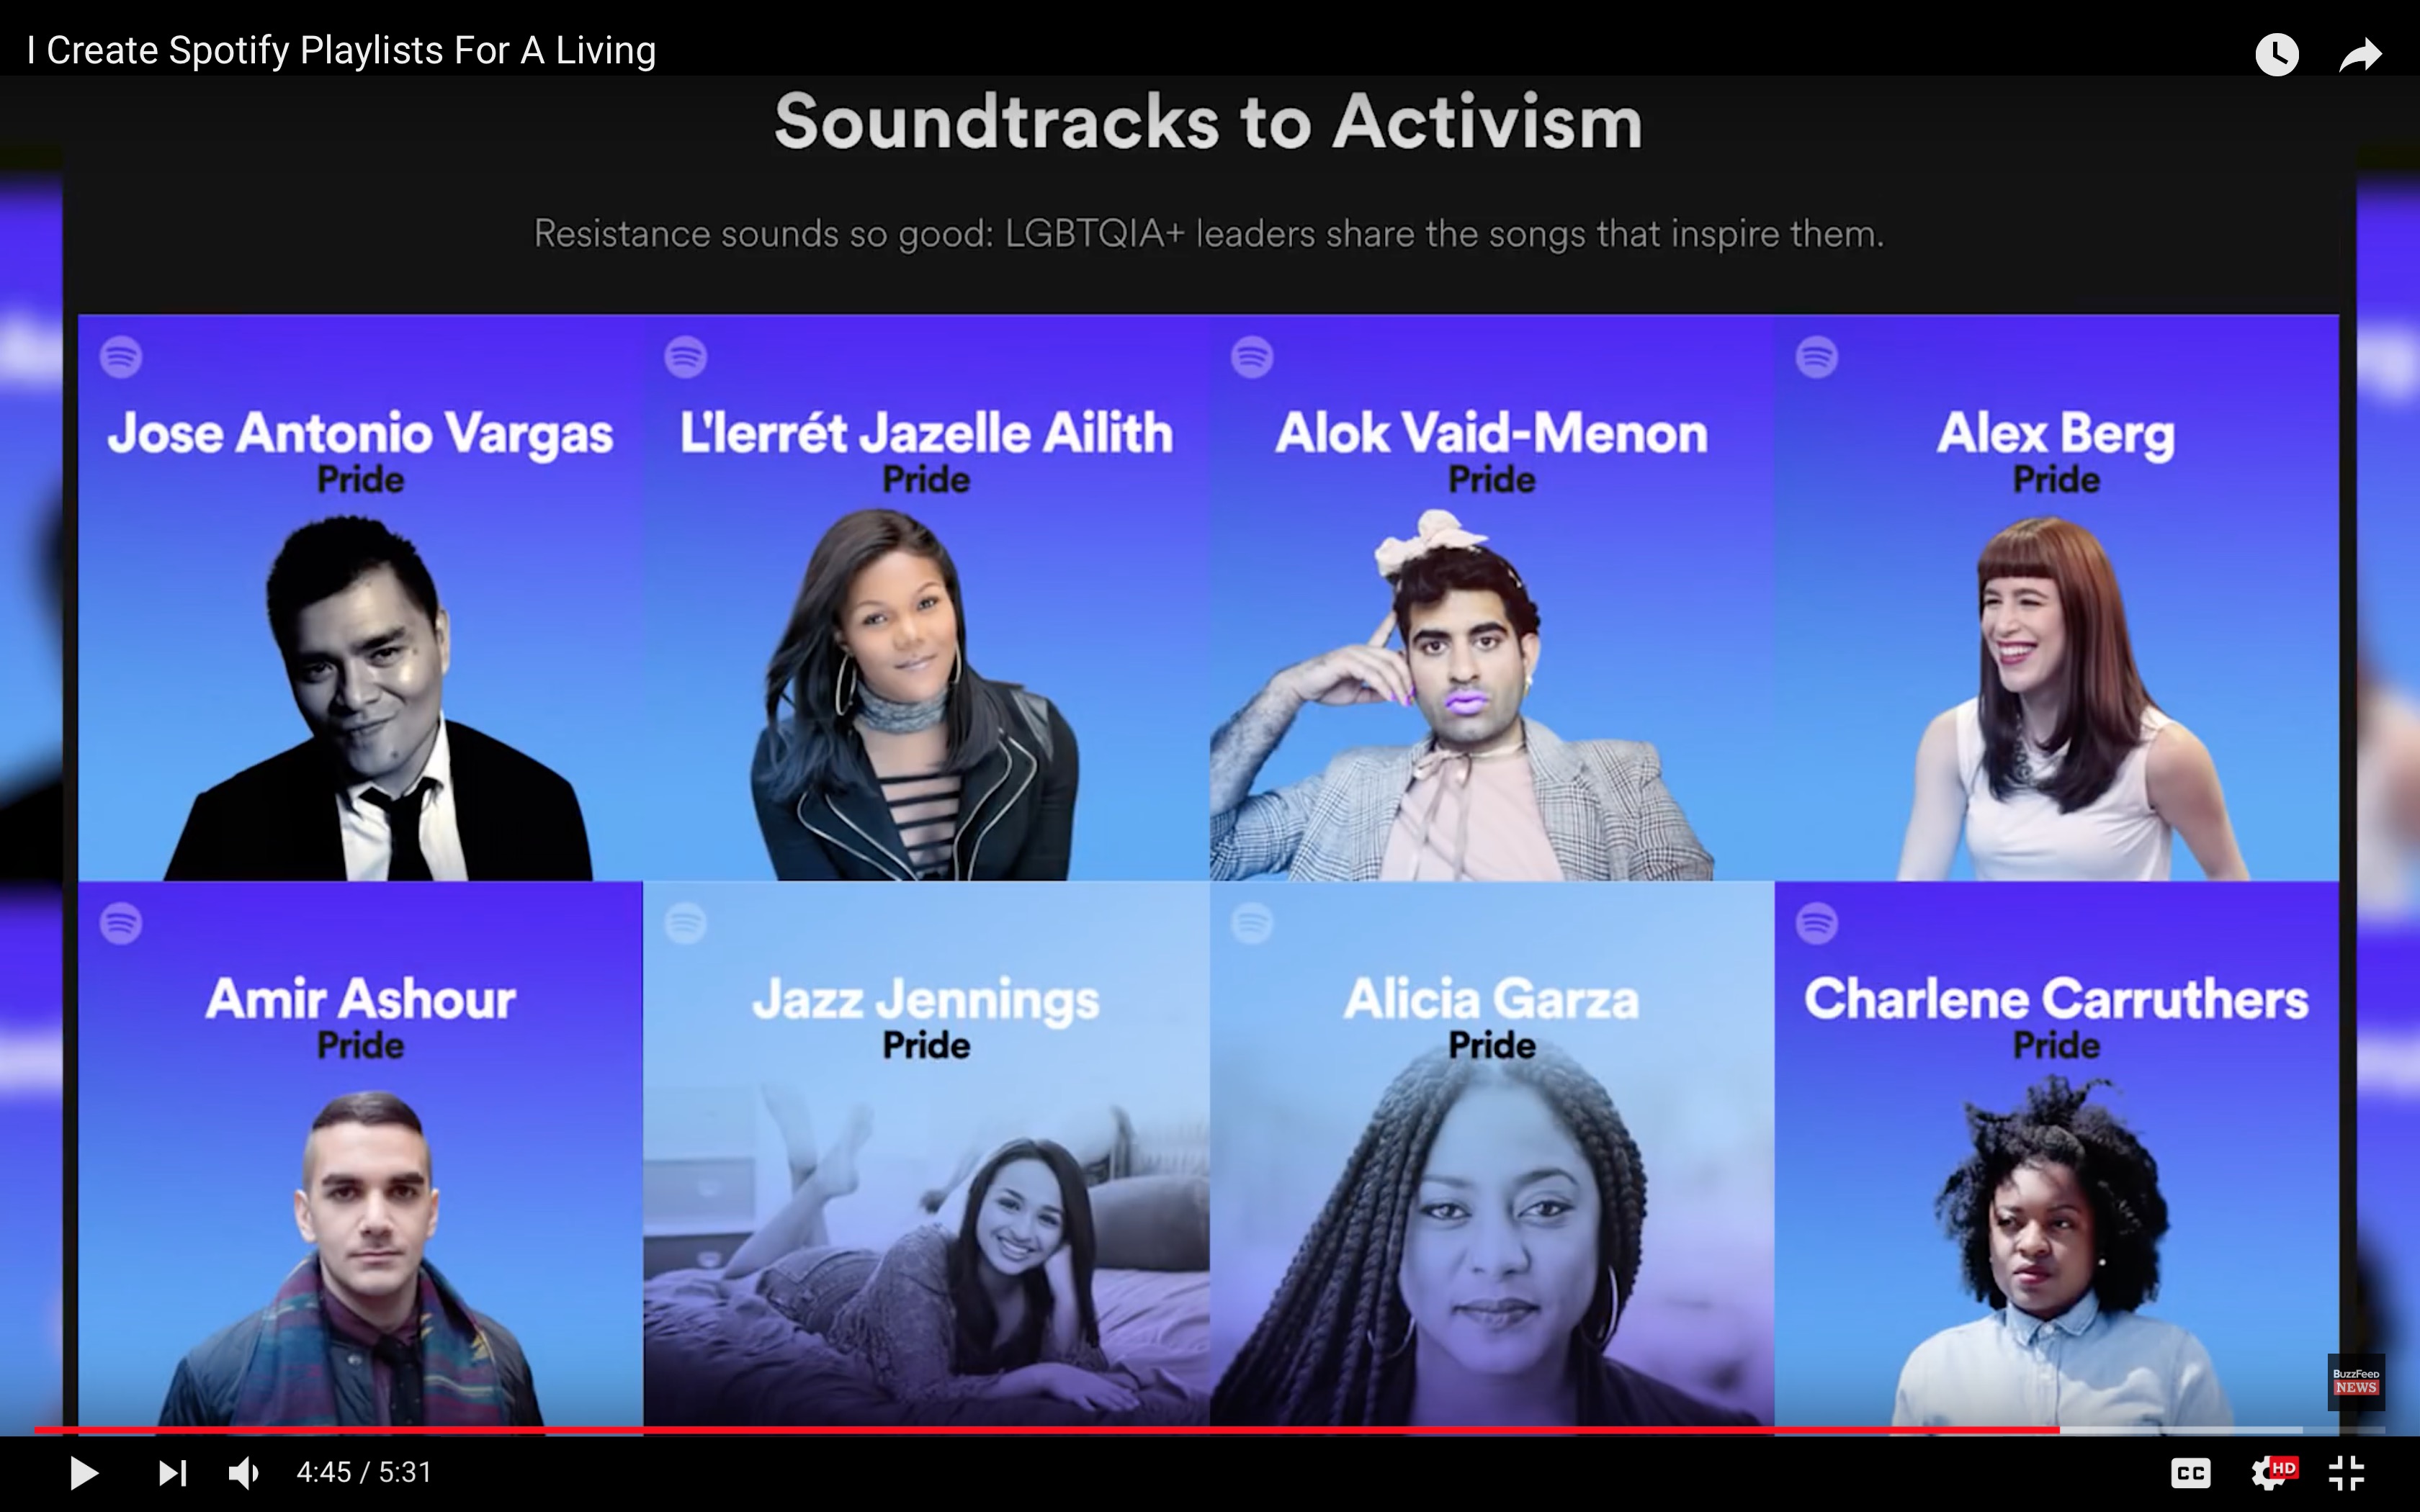 I Create Spotify Playlists For A Living
Soundtracks to Activism
Resistance sounds so good: LGBTQIA+ leaders share the songs that inspire them.
Jose Antonio Vargas
Pride
L'lerrét Jazelle Ailith
Pride
Alok Vaid-Menon
Pride
Alex Berg
Pride
Amir Ashour
Pride
Jazz Jennings
Pride
Alicia Garza
Pride
Charlene Carruthers
Pride
BuzzFeed
NEWS
4:45 / 5:31
CC
HD